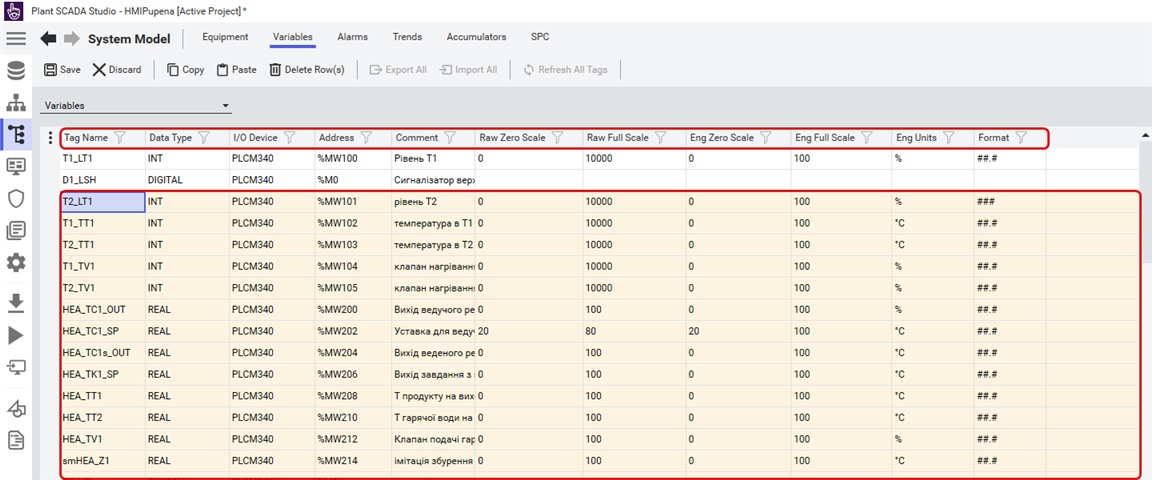 Plant SCADA Studio - HMIPupena [Active Project] *
System Model Equipment Variables Alarms Trends Accumulators SPC
Save Discard Copy Paste Delete Row(s) Export All Import All Refresh All Tags
Variables
Tag Name Data Type I/O Device Address Comment Raw Zero Scale Raw Full Scale Eng Zero Scale Eng Full Scale Eng Units Format
T1_LT1 INT PLCM340 %MW100 Рівень Т1 0 10000 0 100 % ##.#
D1_LSH DIGITAL PLCM340 %M0 Сигналізатор верх
T2_LT1 INT PLCM340 %MW101 рівень Т2 0 10000 0 100 % ###
T1_TT1 INT PLCM340 %MW102 температура в Т1 0 10000 0 100 °C ##.#
T2_TT1 INT PLCM340 %MW103 температура в Т2 0 10000 0 100 °C ##.#
T1_TV1 INT PLCM340 %MW104 клапан нагріванн 0 10000 0 100 % ##.#
T2_TV1 INT PLCM340 %MW105 клапан нагріванн 0 10000 0 100 % ##.#
HEA_TC1_OUT REAL PLCM340 %MW200 Вихід ведучого ре 0 100 0 100 % ##.#
HEA_TC1_SP REAL PLCM340 %MW202 Уставка для ведуч 20 80 20 100 °C ##.#
HEA_TC1s_OUT REAL PLCM340 %MW204 Вихід веденого ре 0 100 0 100 °C ##.#
HEA_TK1_SP REAL PLCM340 %MW206 Вихід завдання з 0 100 0 100 °C ##.#
HEA_TT1 REAL PLCM340 %MW208 Т продукту на вих 0 100 0 100 °C ##.#
HEA_TT2 REAL PLCM340 %MW210 Т гарячої води на 0 100 0 100 °C ##.#
HEA_TV1 REAL PLCM340 %MW212 Клапан подачі гар 0 100 0 100 % ##.#
smHEA_Z1 REAL PLCM340 %MW214 імітація збурення 0 100 0 100 °C ##.#